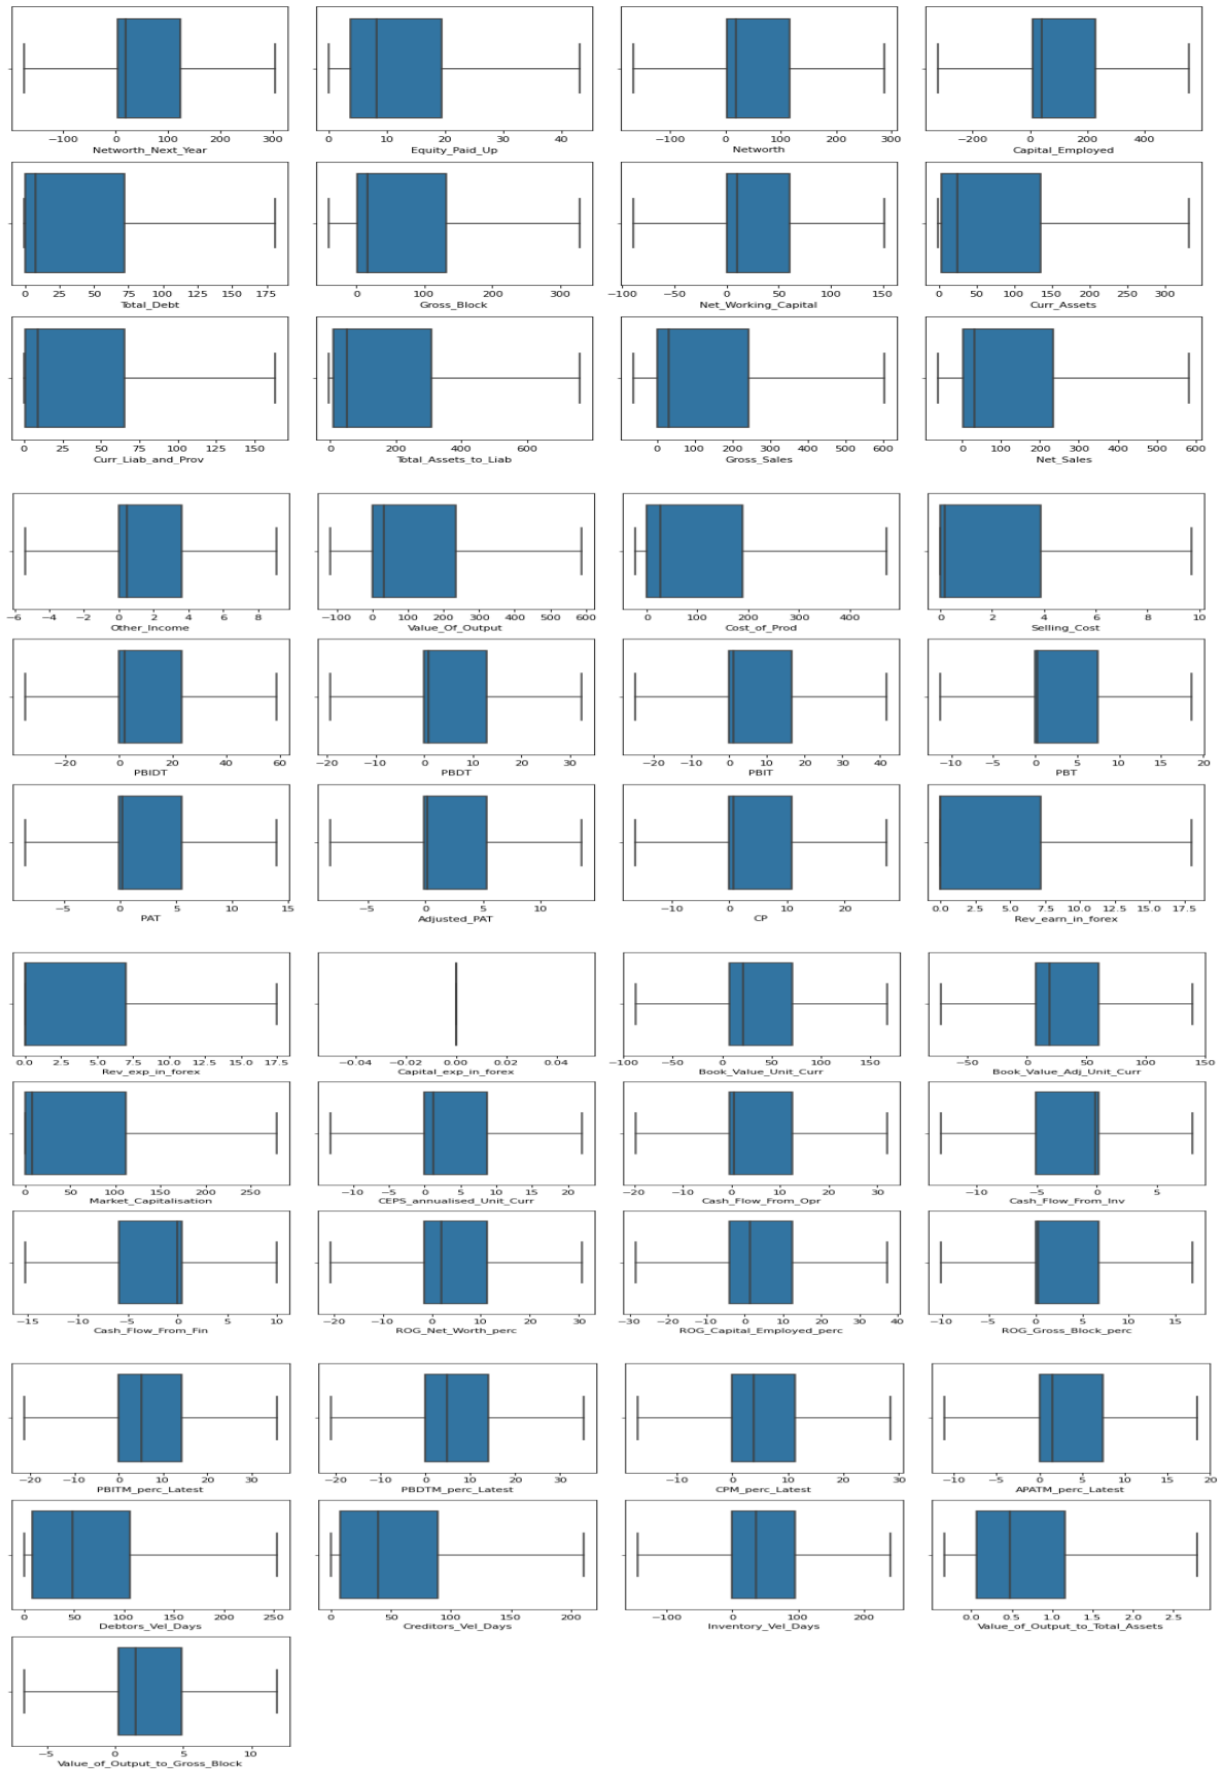 −100 0 100 200 300
Networth_Next_Year
0 10 20 30 40
Equity_Paid_Up
−100 0 100 200 300
Networth
−200 0 200 400
Capital_Employed
0 25 50 75 100 125 150 175
Total_Debt
0 100 200 300
Gross_Block
−100 −50 0 50 100 150
Net_Working_Capital
0 50 100 150 200 250 300
Curr_Assets
0 25 50 75 100 125 150
Curr_Liab_and_Prov
200 400 600
Total_Assets_to_Liab
0 100 200 300 400 500 600
Gross_Sales
0 100 200 300 400 500 600
Net_Sales
−6 −4 −2 0 2 4 6 8
Other_Income
−100 0 100 200 300 400 500 600
Value_Of_Output
0 200 400
Cost_of_Prod
0 2 4 6 8 10
Selling_Cost
−20 0 20 40 60
PBIDT
−20 −10 0 10 20 30
PBDT
−20 −10 0 10 20 30 40
PBIT
−10 −5 0 5 10 15 20
PBT
−5 0 5 10 15
PAT
−5 0 5 10
Adjusted_PAT
−10 0 10 20
CP
0.0 2.5 5.0 7.5 10.0 12.5 15.0 17.5
Rev_earn_in_forex
0.0 2.5 5.0 7.5 10.0 12.5 15.0 17.5
Rev_exp_in_forex
−0.04 −0.02 0.00 0.02 0.04
Capital_exp_in_forex
−100 −50 0 50 100 150
Book_Value_Unit_Curr
−50 0 50 100 150
Book_Value_Adj_Unit_Curr
0 50 100 150 200 250
Market_Capitalisation
−10 −5 0 5 10 15 20
CEPS_annualised_Unit_Curr
−20 −10 0 10 20 30
Cash_Flow_From_Opr
−10 −5 0 5
Cash_Flow_From_Inv
−15 −10 −5 0 5 10
Cash_Flow_From_Fin
−20 −10 0 10 20 30
ROG_Net_Worth_perc
−30 −20 −10 0 10 20 30 40
ROG_Capital_Employed_perc
−10 −5 0 5 10 15
ROG_Gross_Block_perc
−20 −10 0 10 20 30
PBITM_perc_Latest
−20 −10 0 10 20 30
PBDTM_perc_Latest
−10 0 10 20 30
CPM_perc_Latest
−10 −5 0 5 10 15 20
APATM_perc_Latest
0 50 100 150 200 250
Debtors_Vel_Days
0 50 100 150 200
Creditors_Vel_Days
−100 0 100 200
Inventory_Vel_Days
0.0 0.5 1.0 1.5 2.0 2.5
Value_of_Output_to_Total_Assets
−5 0 5 10
Value_of_Output_to_Gross_Block